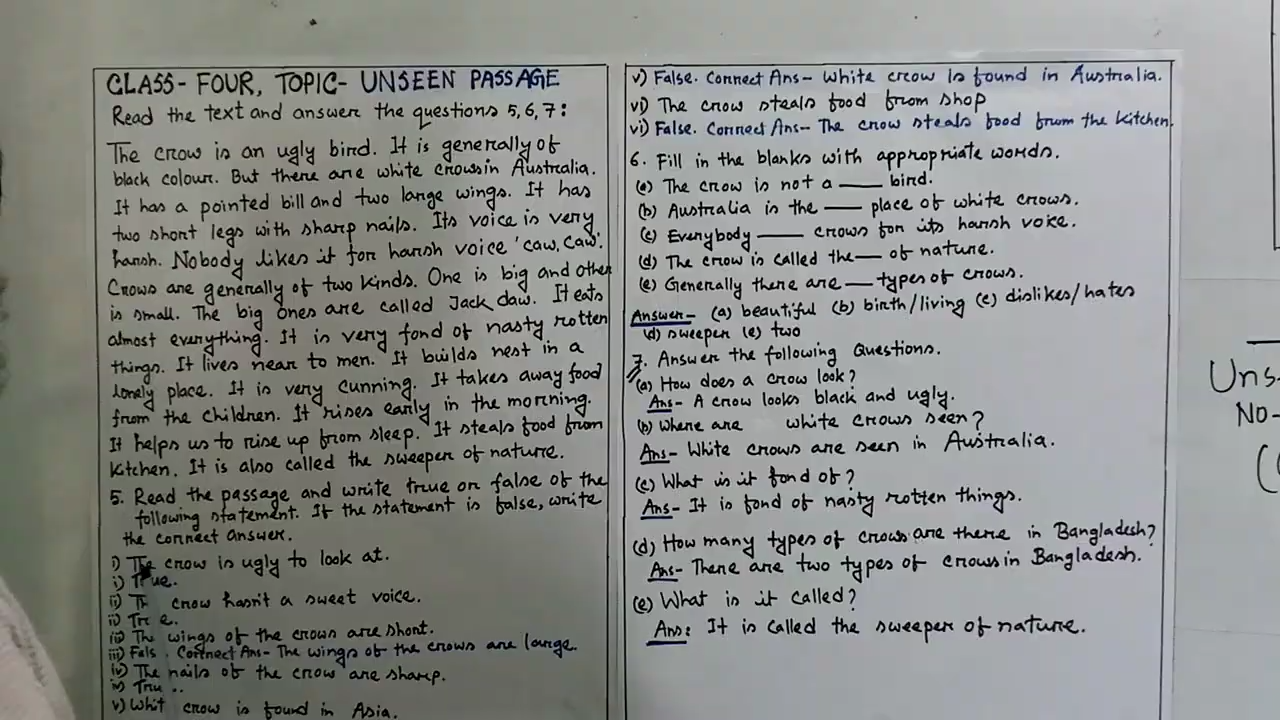 CLASS- FOUR, TOPIC- UNSEEN PASSAGE
Read the text and answer the questions 5, 6, 7:
The crow is an ugly bird. It is generally of
black colour. But there are white crows in Australia.
It has a pointed bill and two large wings. It has
two short legs with sharp nails. Its voice is very
harsh. Nobody likes it for harsh voice 'caw, caw'.
Crows are generally of two kinds. One is big and other
is small. The big ones are called Jack daw. It eats
almost everything. It is very fond of nasty rotten
things. It lives near to men. It builds nest in a
lonely place. It is very cunning. It takes away food
from the children. It rises early in the morning.
It helps us to rise up from sleep. It steals food from
kitchen. It is also called the sweeper of nature.
5. Read the passage and write true or false of the
following statement. If the statement is false, write
the correct answer.
i) The crow is ugly to look at.
i) True.
ii) Th crow hasn't a sweet voice.
ii) Tr e.
iii) The wings of the crows are short.
iii) Fals . Correct Ans- The wings of the crows are large.
iv) The nails of the crow are sharp.
iv) Tru ..
v) Whit crow is found in Asia.
v) False. Correct Ans- White crow is found in Australia.
vi) The crow steals food from shop
vi) False. Correct Ans- The crow steals food from the kitchen.
6. Fill in the blanks with appropriate words.
(a) The crow is not a ___ bird.
(b) Australia is the ___ place of white crows.
(c) Everybody ___ crows for its harsh voice.
(d) The crow is called the ___ of nature.
(e) Generally there are ___ types of crows.
Answer- (a) beautiful (b) birth/living (c) dislikes/hates
(d) sweeper (e) two
7. Answer the following Questions.
(a) How does a crow look?
Ans- A crow looks black and ugly.
(b) Where are white crows seen?
Ans- White crows are seen in Australia.
(c) What is it fond of?
Ans- It is fond of nasty rotten things.
(d) How many types of crows are there in Bangladesh?
Ans- There are two types of crows in Bangladesh.
(e) What is it called?
Ans: It is called the sweeper of nature.
Uns
No-
(